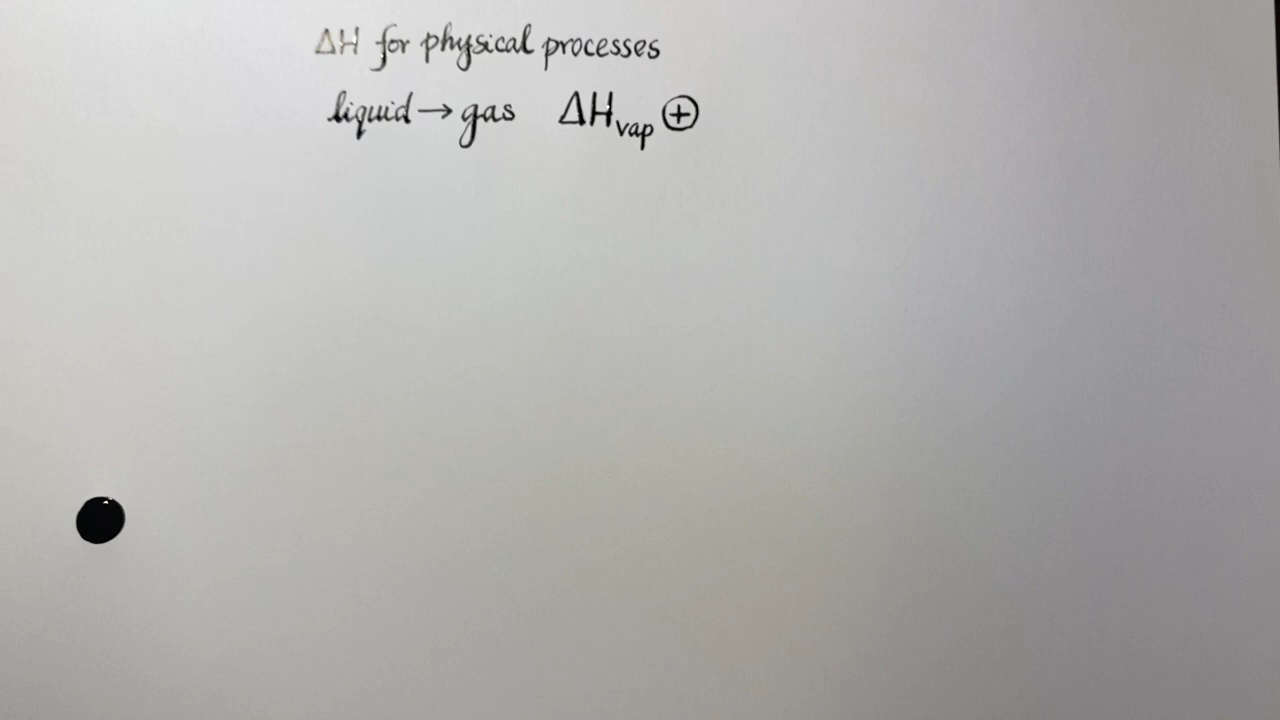 ΔH for physical processes
liquid → gas ΔHvap ⊕